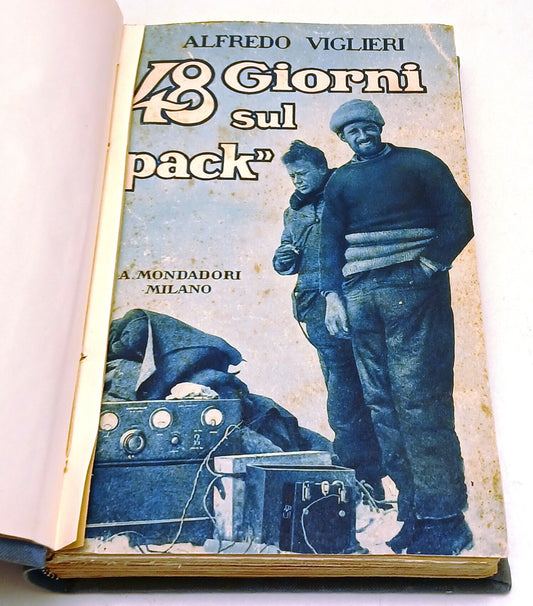 ALFREDO VIGLIERI
48 Giorni
sul
pack"
A. MONDADORI
MILANO